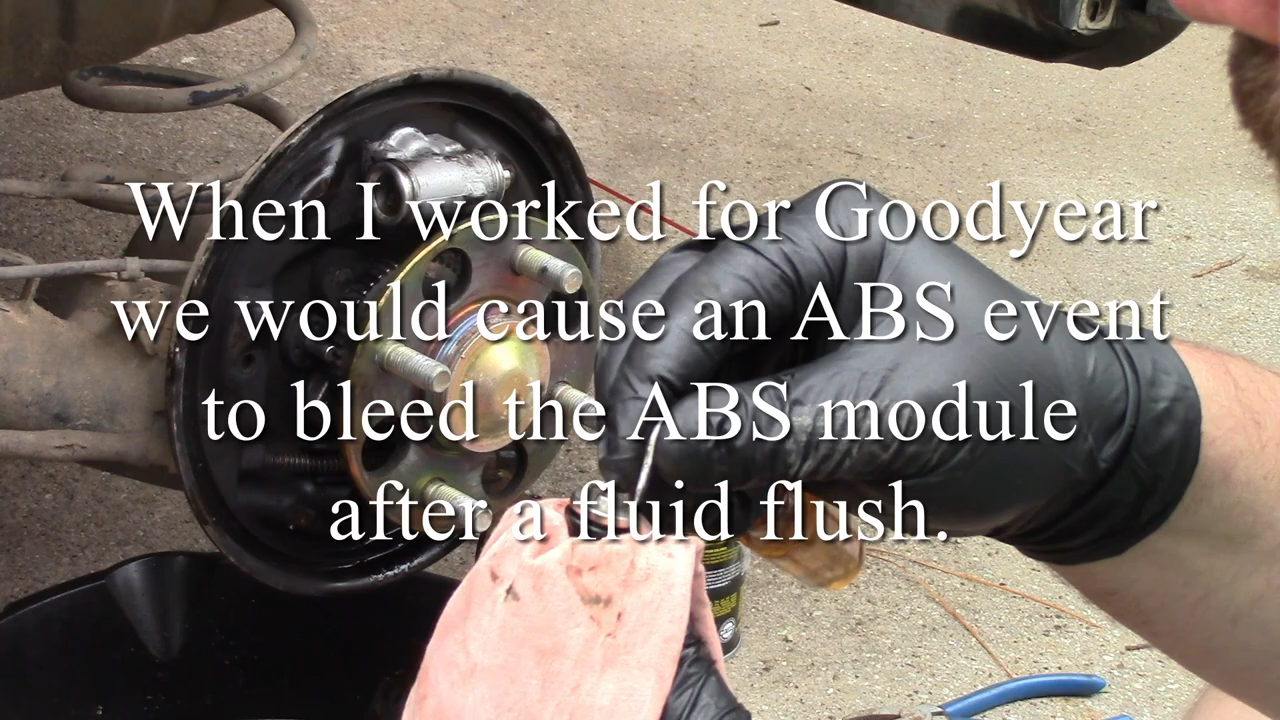 When I worked for Goodyear
we would cause an ABS event
to bleed the ABS module
after a fluid flush.